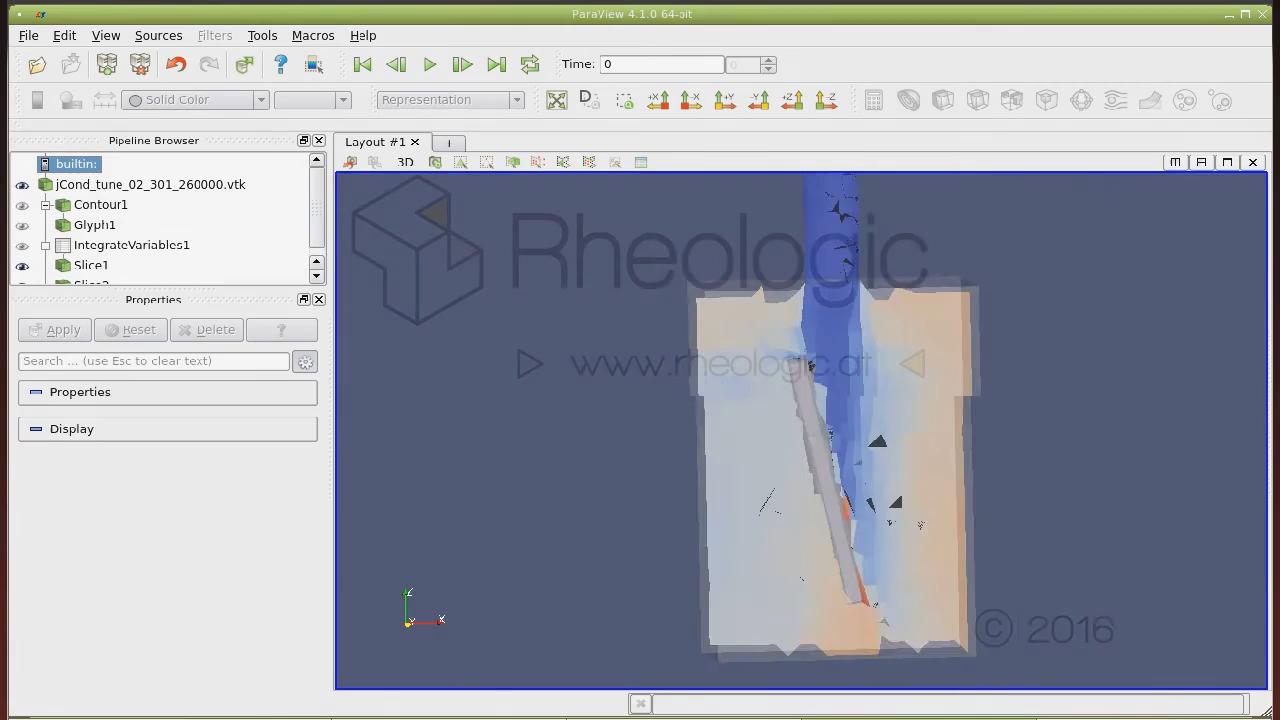 ParaView 4.1.0 64-bit
File Edit View Sources Filters Tools Macros Help
Time: 0 0
Solid Color Representation
+X -X +Y -Y +Z -Z
Pipeline Browser
Layout #1
3D
builtin:
jCond_tune_02_301_260000.vtk
Contour1
Glyph1
IntegrateVariables1
Slice1
Properties
Apply Reset Delete ?
Search ... (use Esc to clear text)
Properties
Display
Rheologic
www.rheologic.at
© 2016
Z
Y X